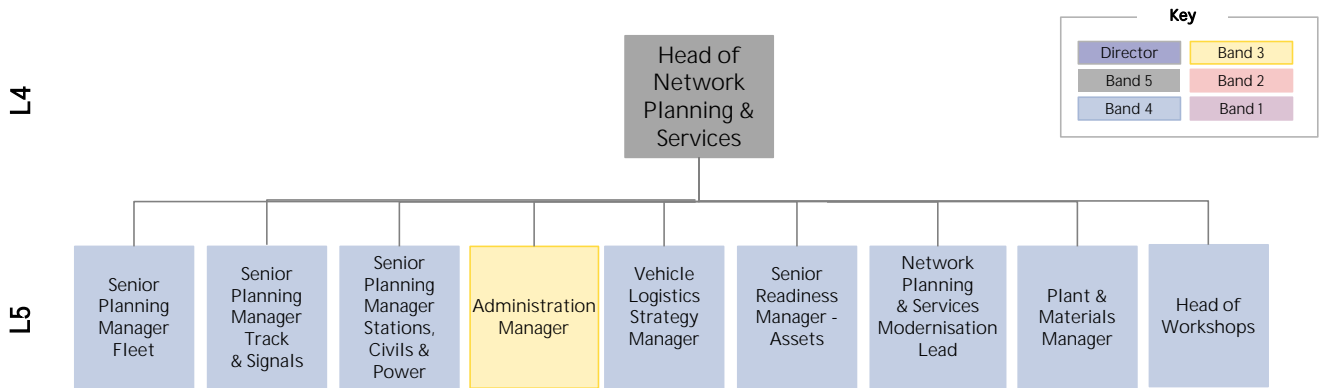 Key
Director
Band 3
Band 5
Band 2
Band 4
Band 1
L4
Head of
Network
Planning &
Services
L5
Senior
Planning
Manager
Fleet
Senior
Planning
Manager
Track
& Signals
Senior
Planning
Manager
Stations,
Civils &
Power
Administration
Manager
Vehicle
Logistics
Strategy
Manager
Senior
Readiness
Manager -
Assets
Network
Planning
& Services
Modernisation
Lead
Plant &
Materials
Manager
Head of
Workshops